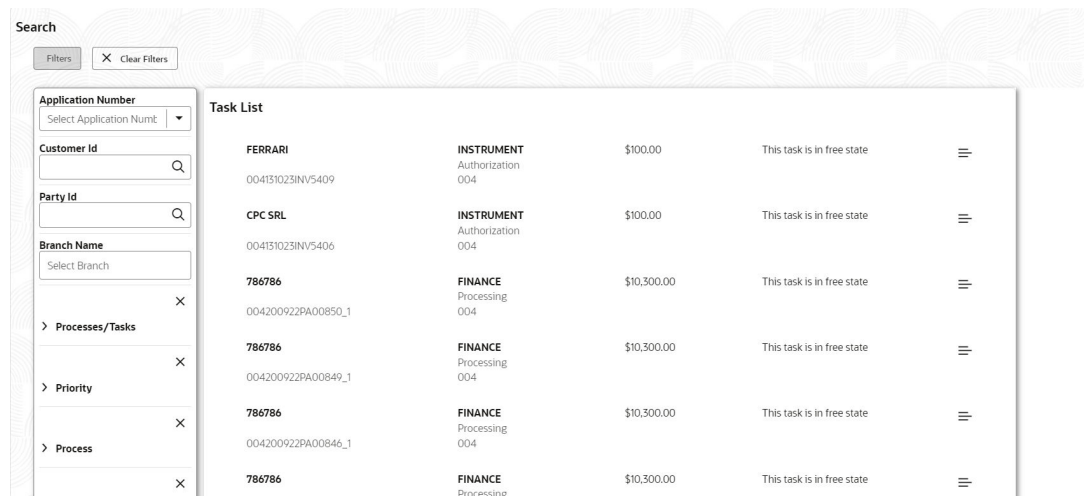 Search
Filters
Clear Filters
Application Number
Select Application Numt
Customer Id
Party Id
Branch Name
Select Branch
Processes/Tasks
Priority
Process
Task List
FERRARI INSTRUMENT $100.00 This task is in free state
Authorization
004131023INV5409 004
CPC SRL INSTRUMENT $100.00 This task is in free state
Authorization
004131023INV5406 004
786786 FINANCE $10,300.00 This task is in free state
Processing
004200922PA00850_1 004
786786 FINANCE $10,300.00 This task is in free state
Processing
004200922PA00849_1 004
786786 FINANCE $10,300.00 This task is in free state
Processing
004200922PA00846_1 004
786786 FINANCE $10,300.00 This task is in free state
Processing